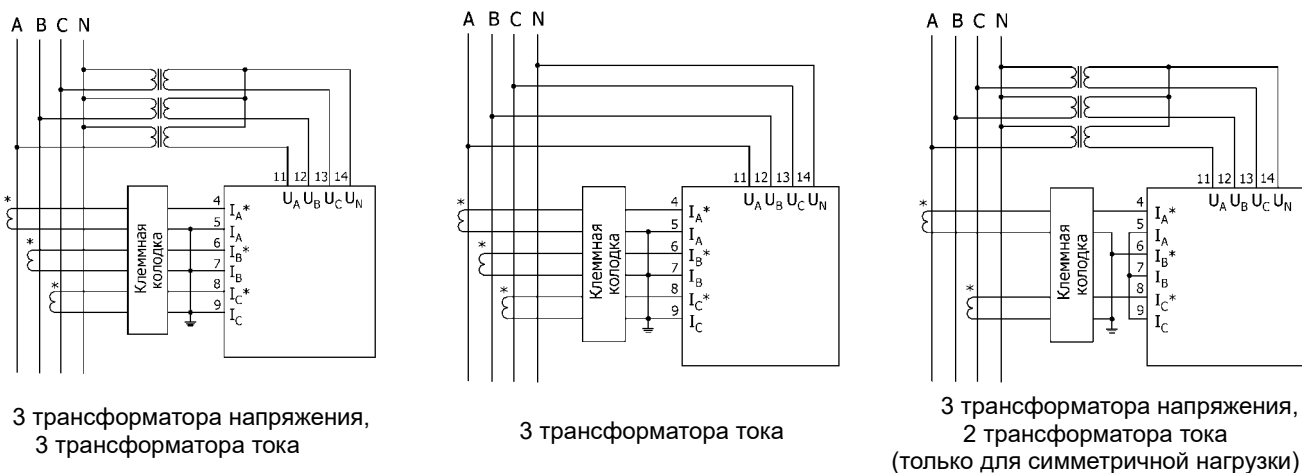 A B C N
11 12 13 14
U_A U_B U_C U_N
*
4 I_A*
5 I_A
*
6 I_B*
7 I_B
*
8 I_C*
9 I_C
Клеммная
колодка
3 трансформатора напряжения,
3 трансформатора тока
A B C N
11 12 13 14
U_A U_B U_C U_N
*
4 I_A*
5 I_A
*
6 I_B*
7 I_B
*
8 I_C*
9 I_C
Клеммная
колодка
3 трансформатора тока
A B C N
11 12 13 14
U_A U_B U_C U_N
*
4 I_A*
5 I_A
6 I_B*
7 I_B
*
8 I_C*
9 I_C
Клеммная
колодка
3 трансформатора напряжения,
2 трансформатора тока
(только для симметричной нагрузки)